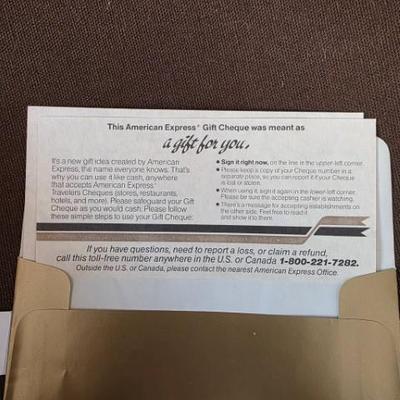 This American Express® Gift Cheque was meant as
a gift for you.
It's a new gift idea created by American
Express, the name everyone knows. That's
why you can use it like cash, anywhere
that accepts American Express®
Travelers Cheques (stores, restaurants,
hotels, and more). Please safeguard your Gift
Cheque as you would cash. Please follow
these simple steps to use your Gift Cheque:
• Sign it right now, on the line in the upper-left corner.
• Please keep a copy of your Cheque number in a
separate place, so you can report it if your Cheque
is lost or stolen.
• When using it, sign it again in the lower-left corner.
Please be sure the accepting cashier is watching.
• There's a message for accepting establishments on
the other side. Feel free to read it
and show it to them.
If you have questions, need to report a loss, or claim a refund,
call this toll-free number anywhere in the U.S. or Canada 1-800-221-7282.
Outside the U.S. or Canada, please contact the nearest American Express Office.